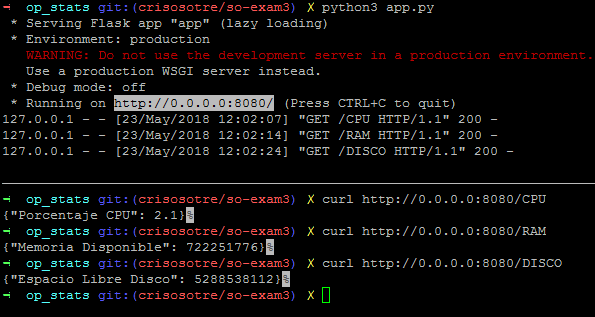 → op_stats git:(crisosotre/so-exam3) X python3 app.py
* Serving Flask app "app" (lazy loading)
* Environment: production
WARNING: Do not use the development server in a production environment.
Use a production WSGI server instead.
* Debug mode: off
* Running on http://0.0.0.0:8080/ (Press CTRL+C to quit)
127.0.0.1 - - [23/May/2018 12:02:07] "GET /CPU HTTP/1.1" 200 -
127.0.0.1 - - [23/May/2018 12:02:14] "GET /RAM HTTP/1.1" 200 -
127.0.0.1 - - [23/May/2018 12:02:24] "GET /DISCO HTTP/1.1" 200 -
→ op_stats git:(crisosotre/so-exam3) X curl http://0.0.0.0:8080/CPU
{"Porcentaje CPU": 2.1}%
→ op_stats git:(crisosotre/so-exam3) X curl http://0.0.0.0:8080/RAM
{"Memoria Disponible": 722251776}%
→ op_stats git:(crisosotre/so-exam3) X curl http://0.0.0.0:8080/DISCO
{"Espacio Libre Disco": 5288538112}%
→ op_stats git:(crisosotre/so-exam3) X